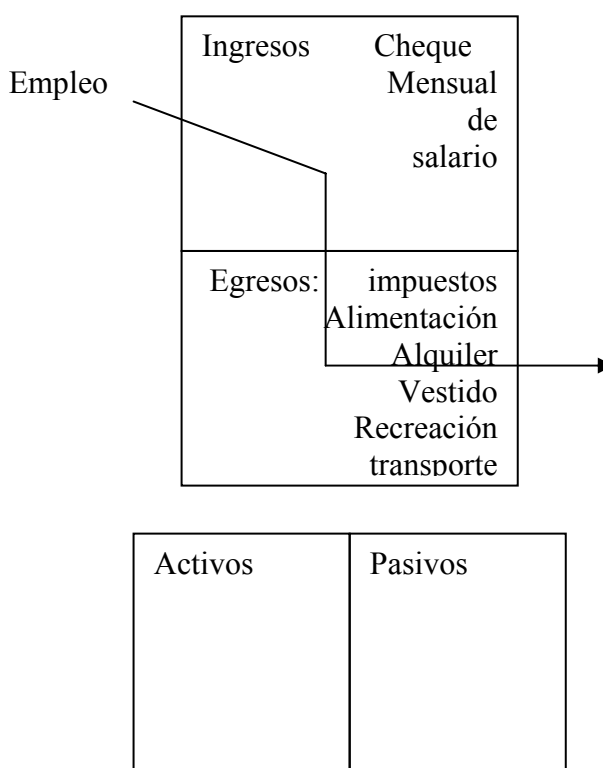 Ingresos Cheque
Empleo Mensual
de
salario
Egresos: impuestos
Alimentación
Alquiler
Vestido
Recreación
transporte
Activos Pasivos